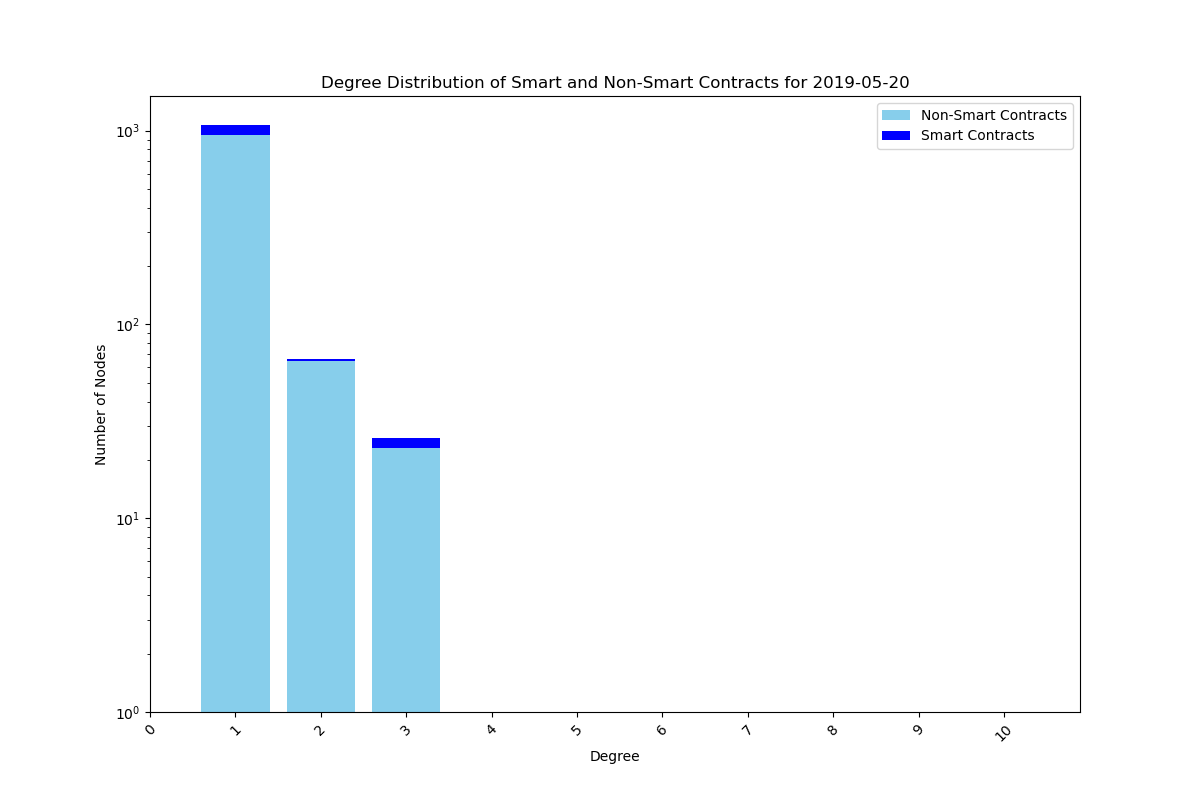 Degree Distribution of Smart and Non-Smart Contracts for 2019-05-20
Non-Smart Contracts
Smart Contracts
Number of Nodes
10³
10²
10¹
10⁰
0 1 2 3 4 5 6 7 8 9 10
Degree